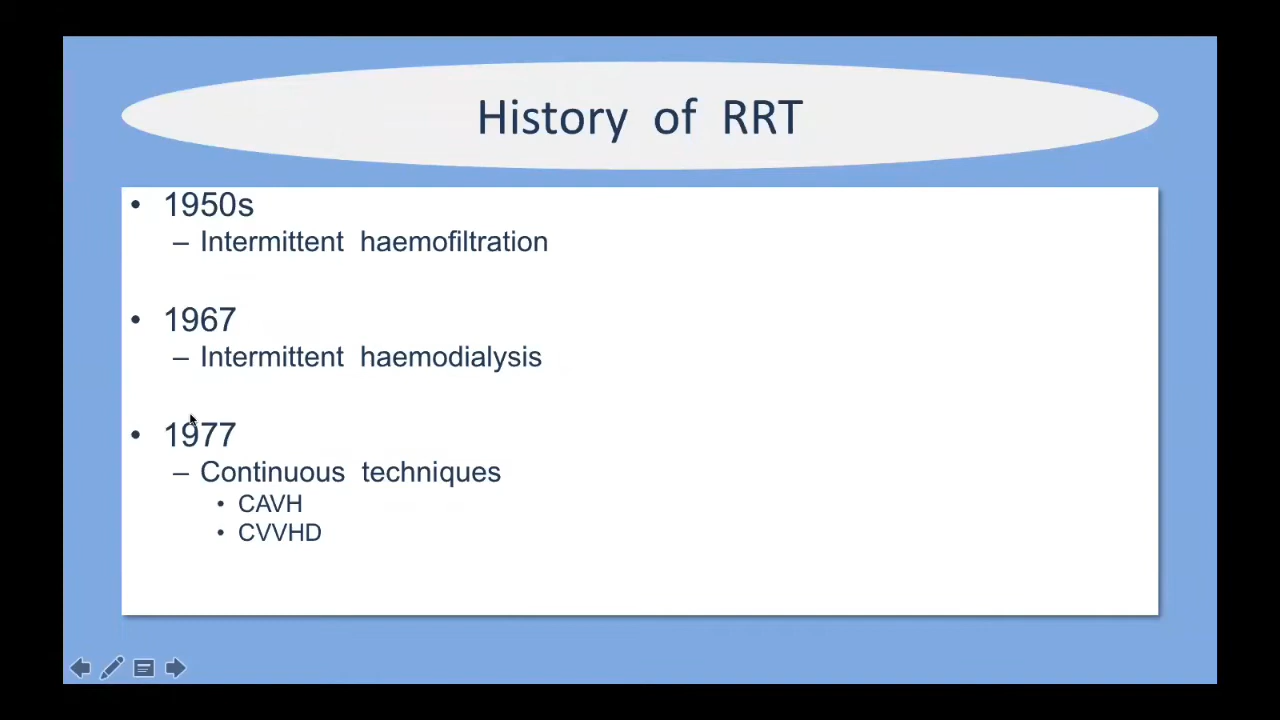 History of RRT
• 1950s
– Intermittent haemofiltration
• 1967
– Intermittent haemodialysis
• 1977
– Continuous techniques
• CAVH
• CVVHD